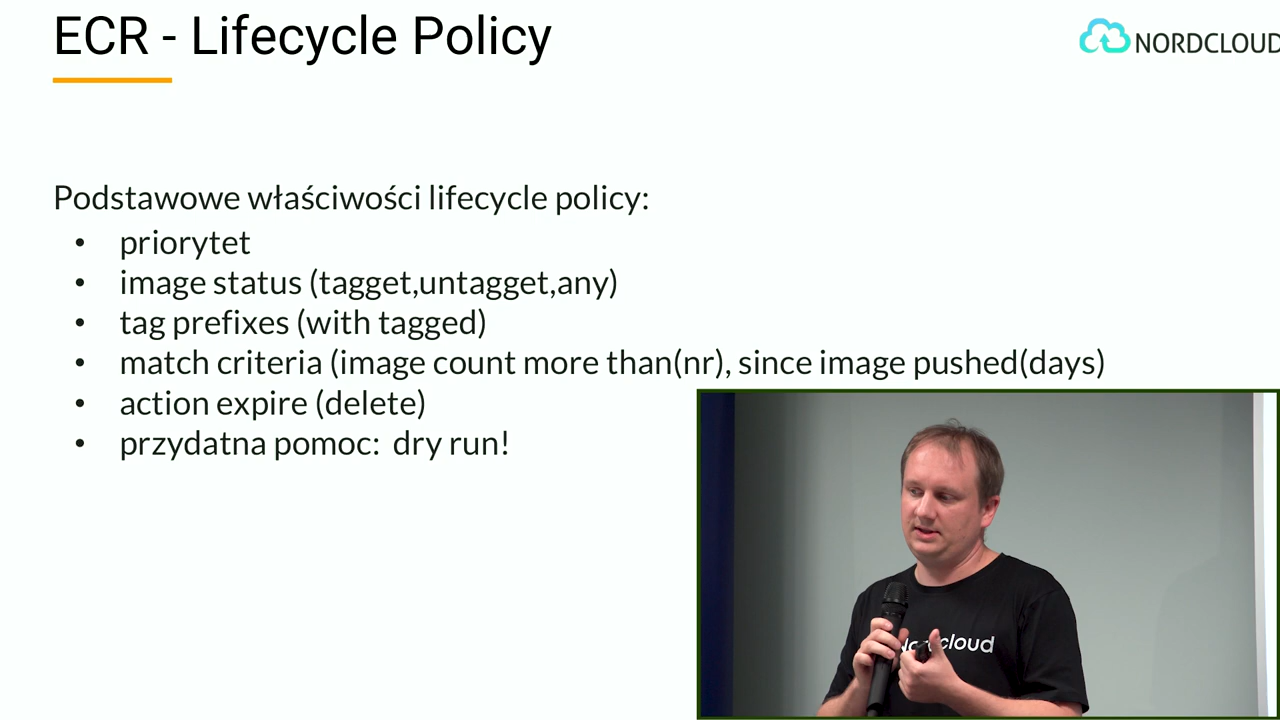 ECR - Lifecycle Policy
NORDCLOUD
Podstawowe właściwości lifecycle policy:
• priorytet
• image status (tagget,untagget,any)
• tag prefixes (with tagged)
• match criteria (image count more than(nr), since image pushed(days)
• action expire (delete)
• przydatna pomoc: dry run!
Nordcloud